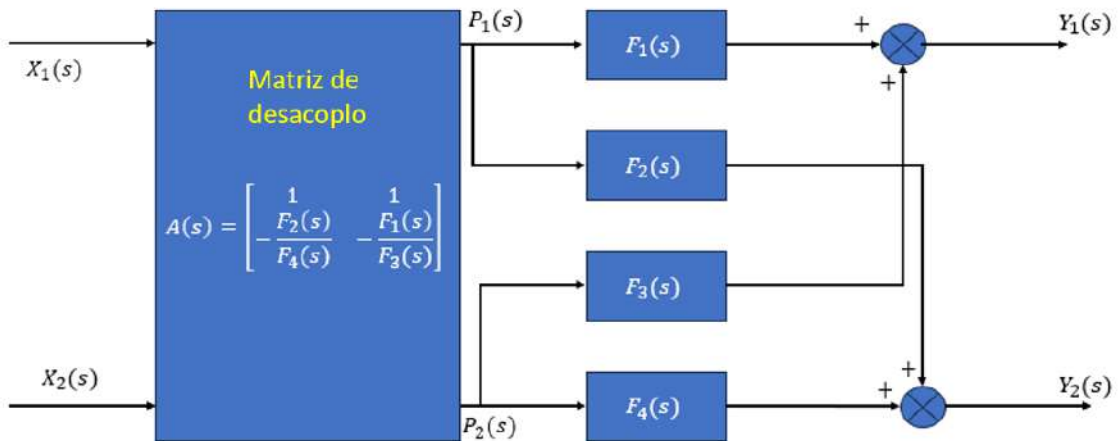 P₁(s)
X₁(s)
Matriz de
desacoplo
A(s) = [ 1 1 ; -F₂(s)/F₄(s) -F₁(s)/F₃(s) ]
F₁(s)
+
+
Y₁(s)
F₂(s)
F₃(s)
X₂(s)
P₂(s)
F₄(s)
+
+
Y₂(s)